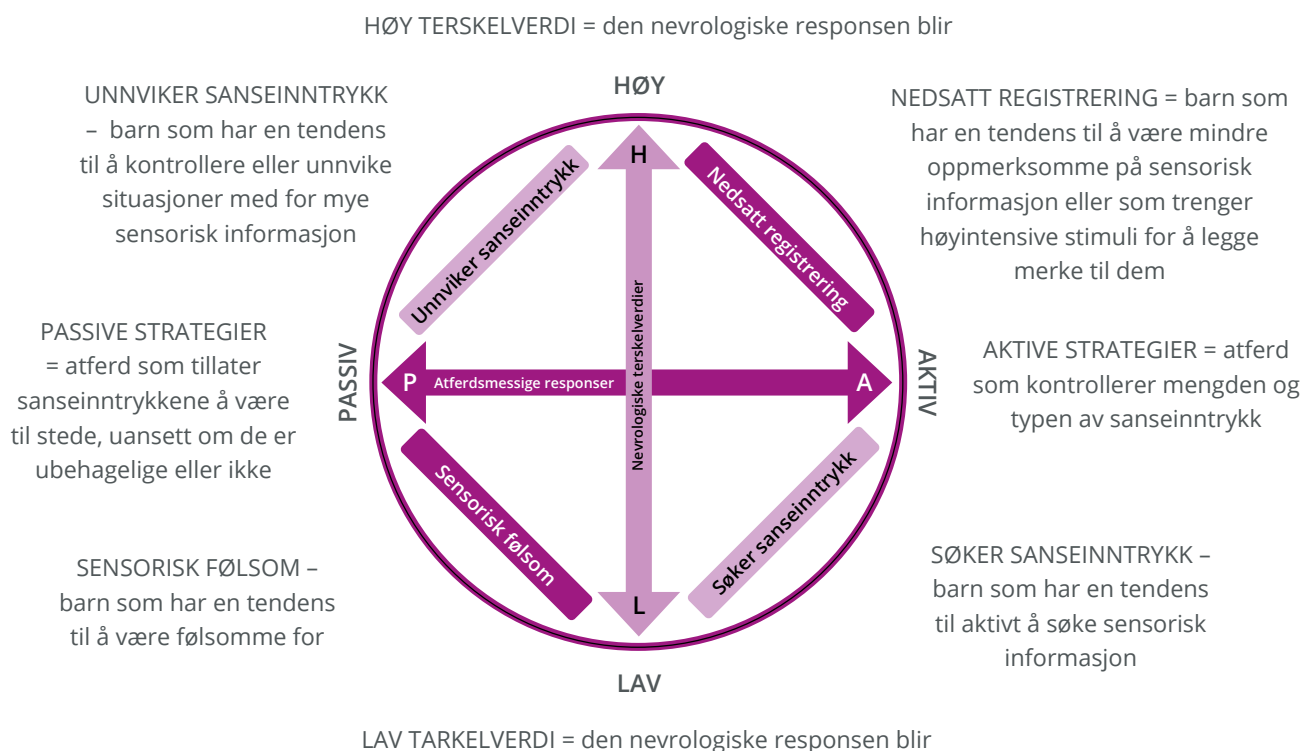 HØY TERSKELVERDI = den nevrologiske responsen blir
HØY
UNNVIKER SANSEINNTRYKK
– barn som har en tendens
til å kontrollere eller unnvike
situasjoner med for mye
sensorisk informasjon
NEDSATT REGISTRERING = barn som
har en tendens til å være mindre
oppmerksomme på sensorisk
informasjon eller som trenger
høyintensive stimuli for å legge
merke til dem
H
Unnviker sanseinntrykk
Nedsatt registrering
Nevrologiske terskelverdier
PASSIVE STRATEGIER
= atferd som tillater
sanseinntrykkene å være
til stede, uansett om de er
ubehagelige eller ikke
PASSIV
P
Atferdsmessige responser
A
AKTIV
AKTIVE STRATEGIER = atferd
som kontrollerer mengden og
typen av sanseinntrykk
Sensorisk følsom
Søker sanseinntrykk
L
SENSORISK FØLSOM –
barn som har en tendens
til å være følsomme for
SØKER SANSEINNTRYKK –
barn som har en tendens
til aktivt å søke sensorisk
informasjon
LAV
LAV TARKELVERDI = den nevrologiske responsen blir